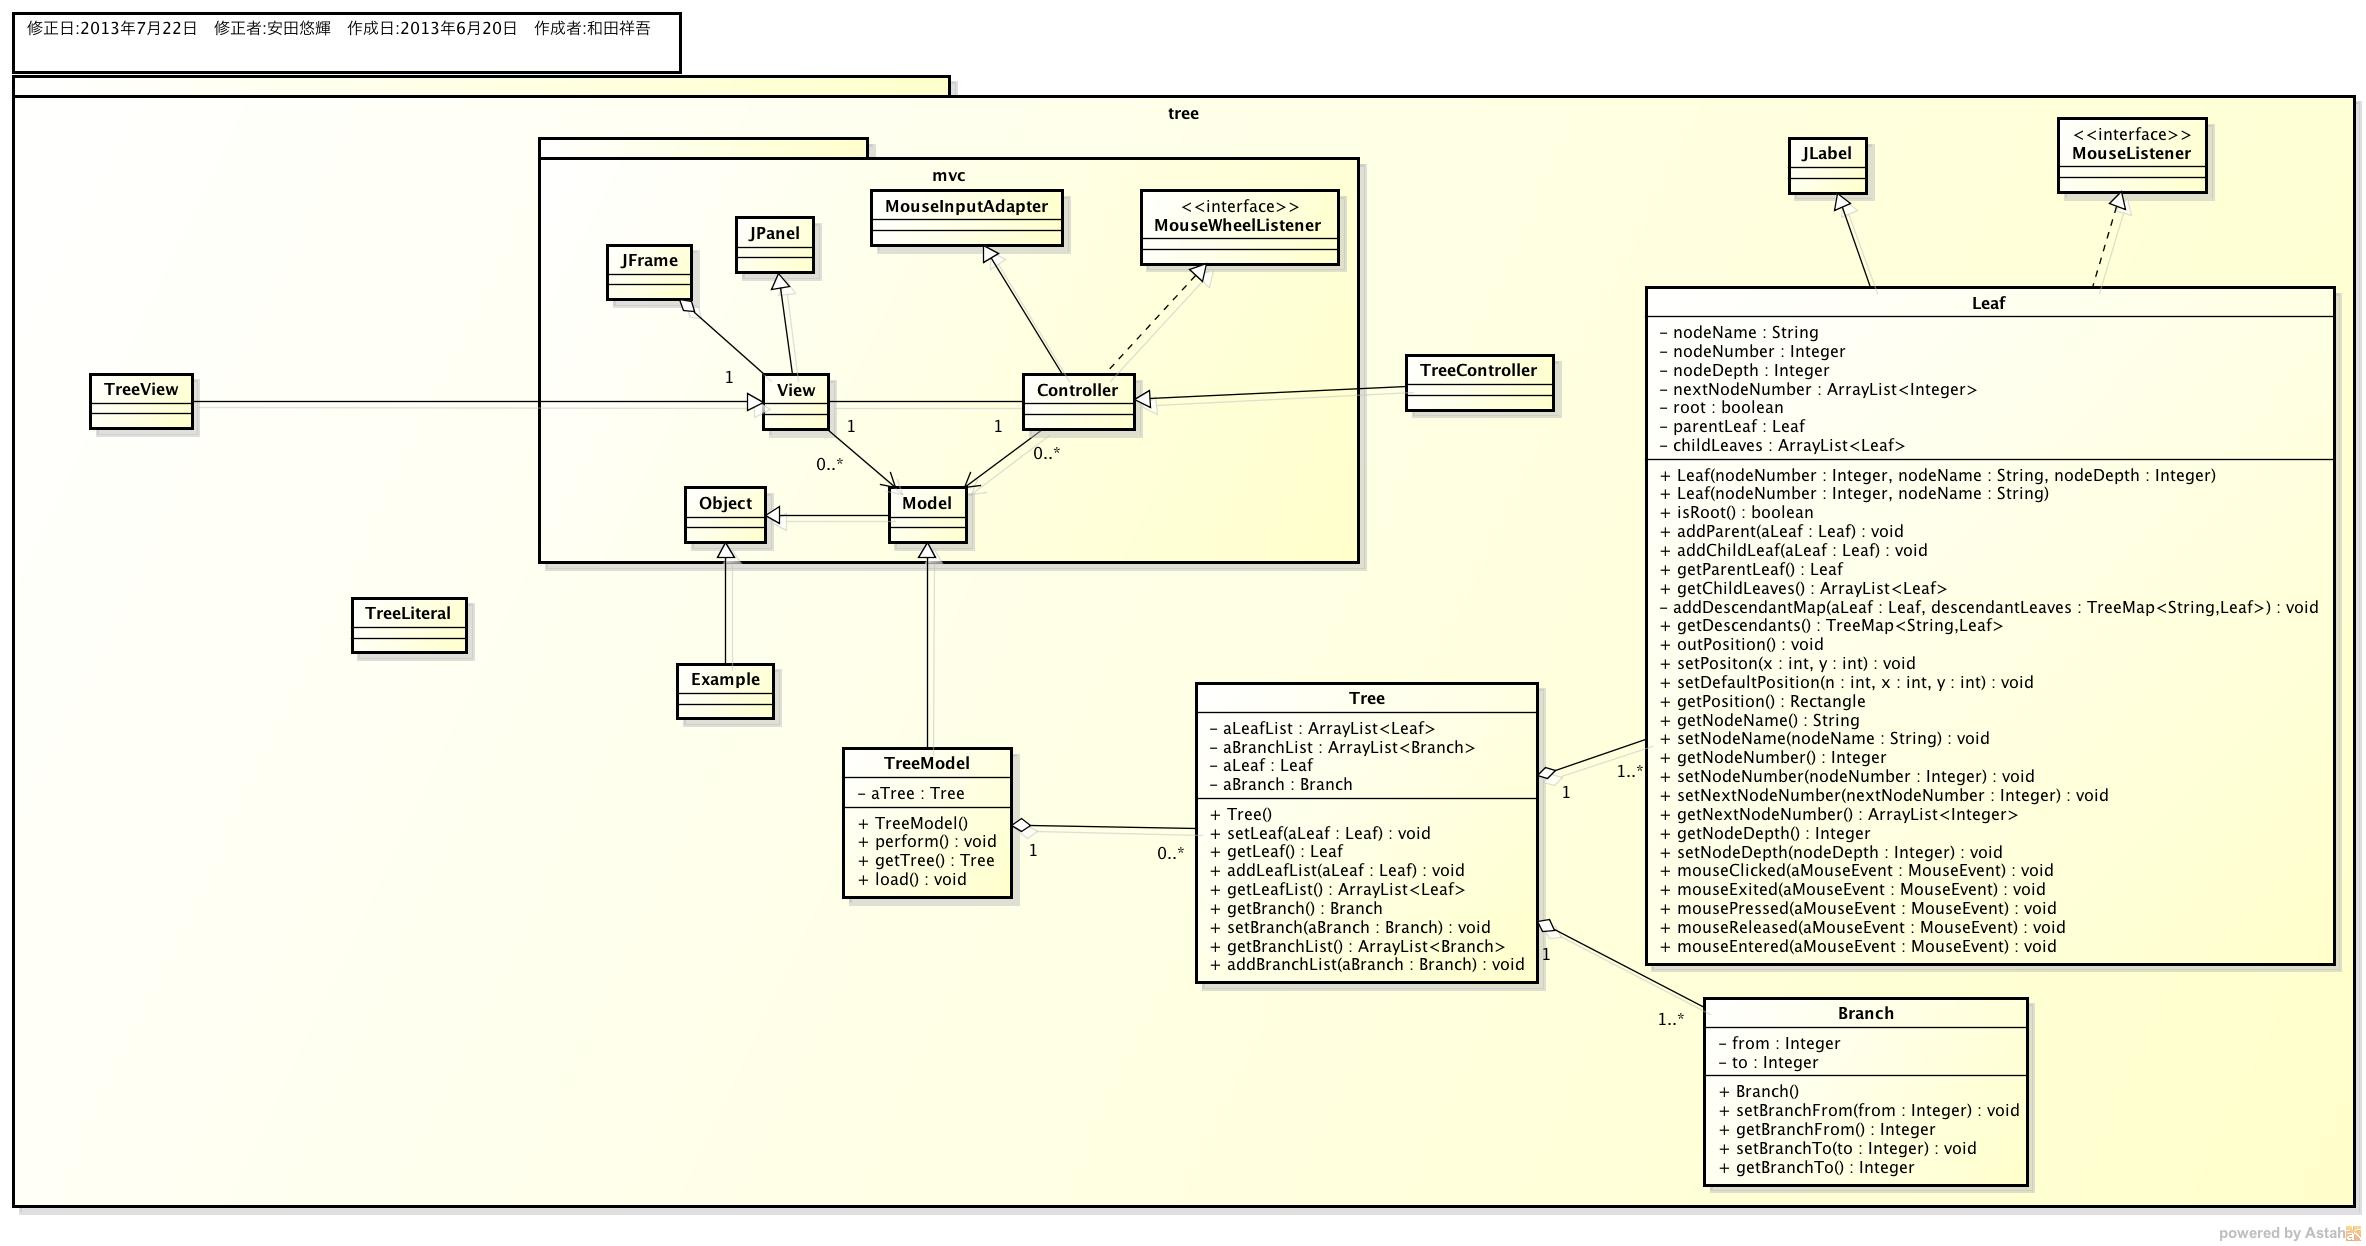 修正日:2013年7月22日　修正者:安田悠輝　作成日:2013年6月20日　作成者:和田祥吾
tree
mvc
JFrame
JPanel
MouseInputAdapter
<<interface>>
MouseWheelListener
JLabel
<<interface>>
MouseListener
TreeView
1
View
1
0..*
Controller
1
0..*
TreeController
Object
Model
TreeLiteral
Example
TreeModel
- aTree : Tree
+ TreeModel()
+ perform() : void
+ getTree() : Tree
+ load() : void
1
0..*
Tree
- aLeafList : ArrayList<Leaf>
- aBranchList : ArrayList<Branch>
- aLeaf : Leaf
- aBranch : Branch
+ Tree()
+ setLeaf(aLeaf : Leaf) : void
+ getLeaf() : Leaf
+ addLeafList(aLeaf : Leaf) : void
+ getLeafList() : ArrayList<Leaf>
+ getBranch() : Branch
+ setBranch(aBranch : Branch) : void
+ getBranchList() : ArrayList<Branch>
+ addBranchList(aBranch : Branch) : void
1
1..*
1
1..*
Leaf
- nodeName : String
- nodeNumber : Integer
- nodeDepth : Integer
- nextNodeNumber : ArrayList<Integer>
- root : boolean
- parentLeaf : Leaf
- childLeaves : ArrayList<Leaf>
+ Leaf(nodeNumber : Integer, nodeName : String, nodeDepth : Integer)
+ Leaf(nodeNumber : Integer, nodeName : String)
+ isRoot() : boolean
+ addParent(aLeaf : Leaf) : void
+ addChildLeaf(aLeaf : Leaf) : void
+ getParentLeaf() : Leaf
+ getChildLeaves() : ArrayList<Leaf>
- addDescendantMap(aLeaf : Leaf, descendantLeaves : TreeMap<String,Leaf>) : void
+ getDescendants() : TreeMap<String,Leaf>
+ outPosition() : void
+ setPositon(x : int, y : int) : void
+ setDefaultPosition(n : int, x : int, y : int) : void
+ getPosition() : Rectangle
+ getNodeName() : String
+ setNodeName(nodeName : String) : void
+ getNodeNumber() : Integer
+ setNodeNumber(nodeNumber : Integer) : void
+ setNextNodeNumber(nextNodeNumber : Integer) : void
+ getNextNodeNumber() : ArrayList<Integer>
+ getNodeDepth() : Integer
+ setNodeDepth(nodeDepth : Integer) : void
+ mouseClicked(aMouseEvent : MouseEvent) : void
+ mouseExited(aMouseEvent : MouseEvent) : void
+ mousePressed(aMouseEvent : MouseEvent) : void
+ mouseReleased(aMouseEvent : MouseEvent) : void
+ mouseEntered(aMouseEvent : MouseEvent) : void
Branch
- from : Integer
- to : Integer
+ Branch()
+ setBranchFrom(from : Integer) : void
+ getBranchFrom() : Integer
+ setBranchTo(to : Integer) : void
+ getBranchTo() : Integer
powered by Astah